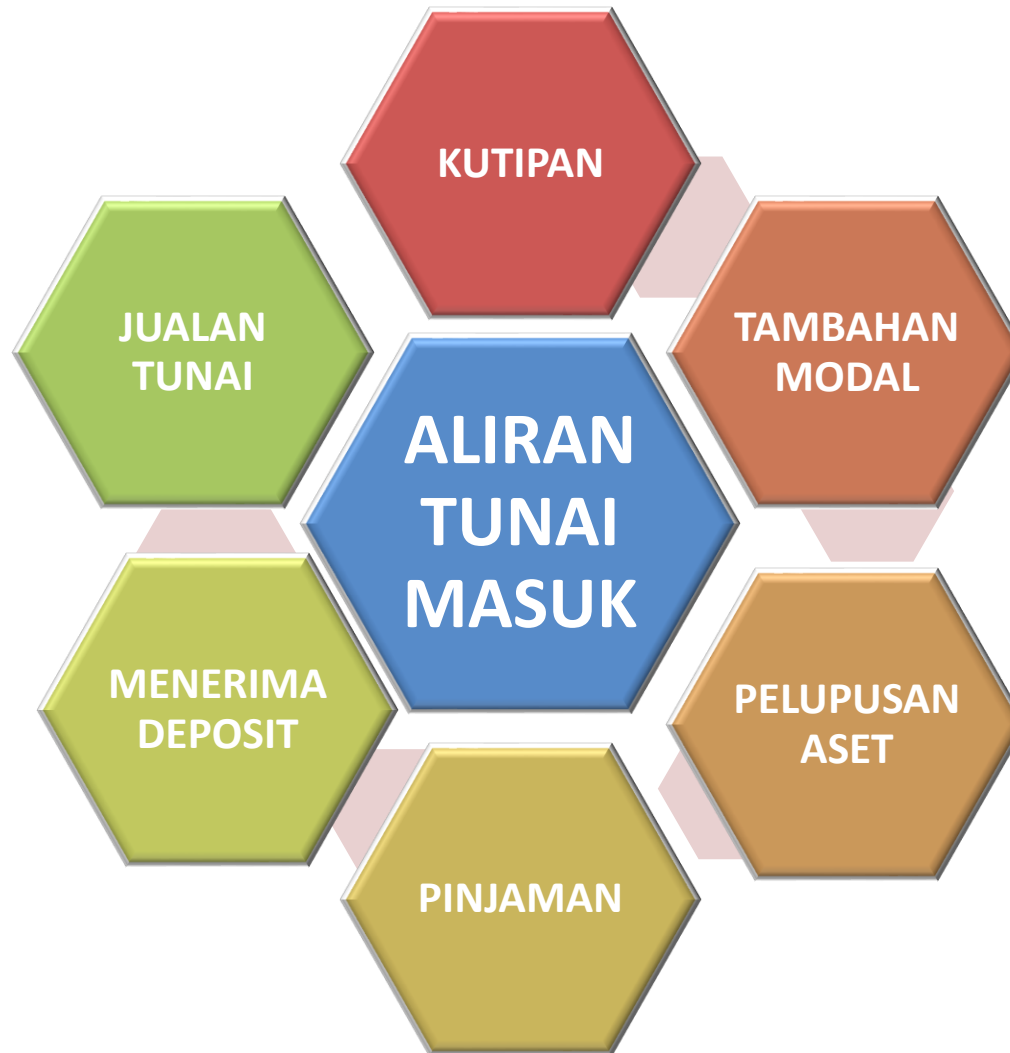 KUTIPAN
TAMBAHAN
MODAL
PELUPUSAN
ASET
PINJAMAN
MENERIMA
DEPOSIT
JUALAN
TUNAI
ALIRAN
TUNAI
MASUK